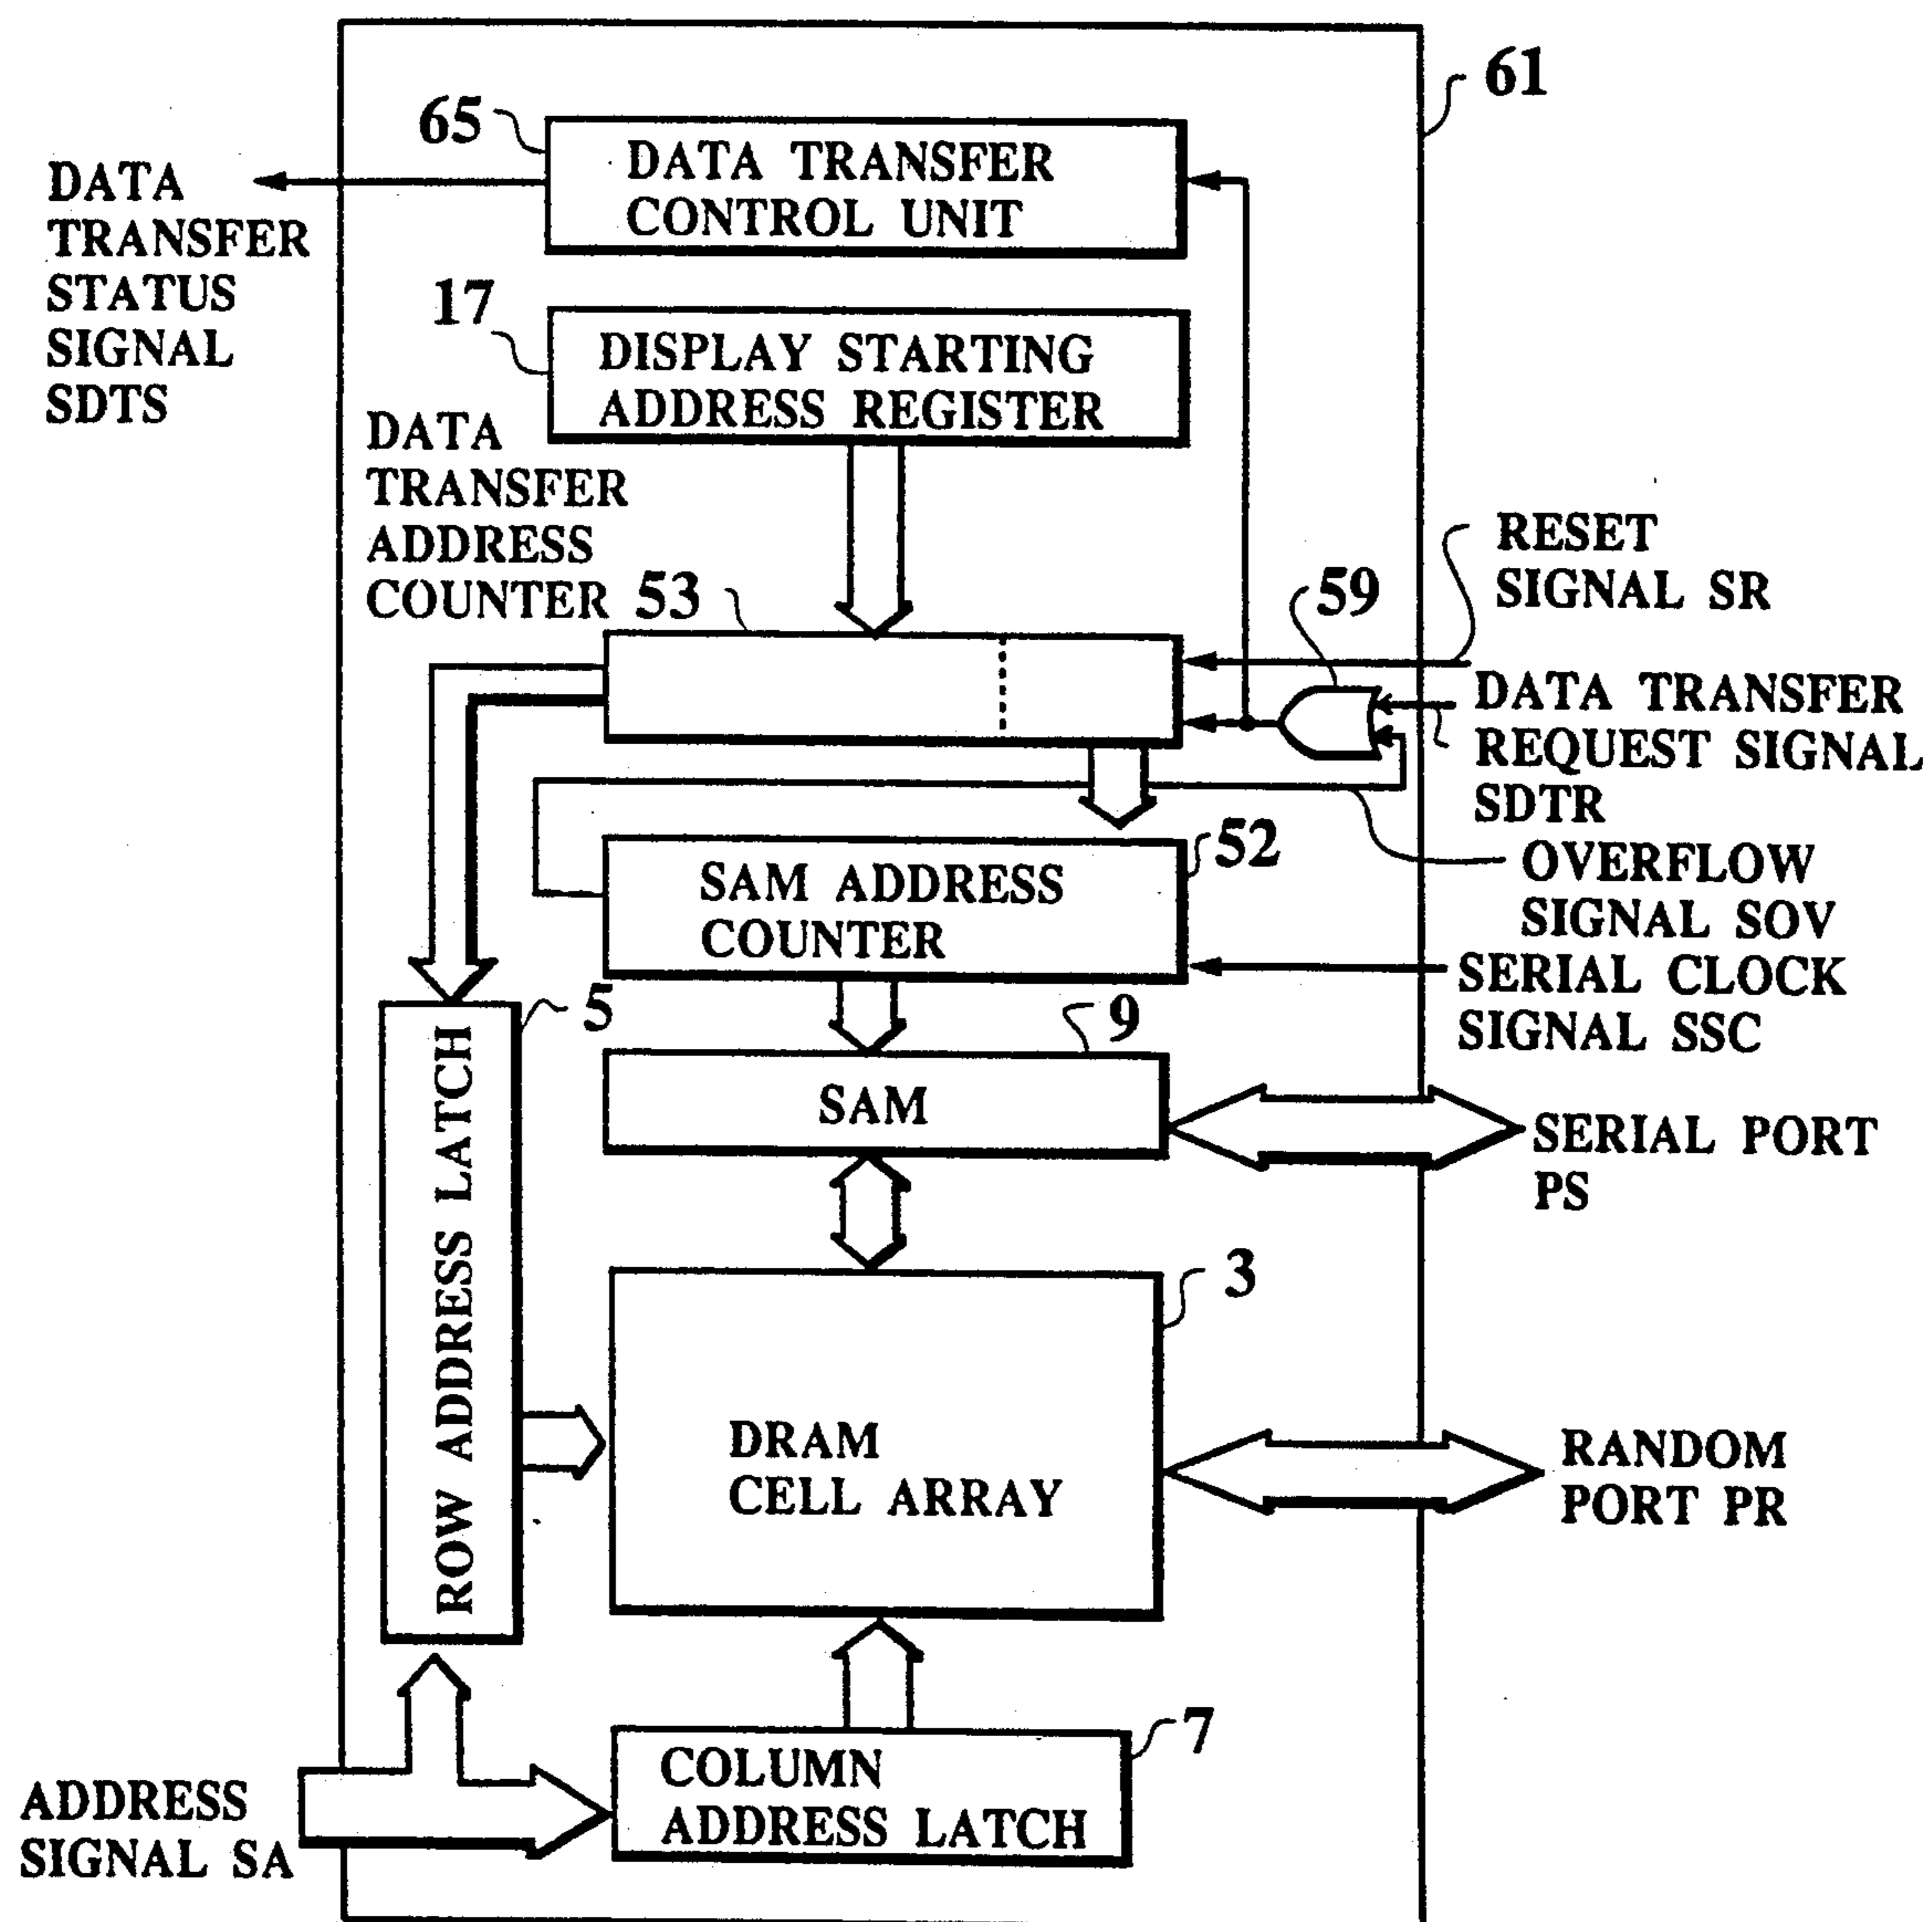 61
65
DATA TRANSFER
CONTROL UNIT
DATA
TRANSFER
STATUS
SIGNAL
SDTS
17
DISPLAY STARTING
ADDRESS REGISTER
DATA
TRANSFER
ADDRESS
COUNTER
53
RESET
SIGNAL SR
59
DATA TRANSFER
REQUEST SIGNAL
SDTR
52
SAM ADDRESS
COUNTER
OVERFLOW
SIGNAL SOV
SERIAL CLOCK
SIGNAL SSC
5
ROW ADDRESS LATCH
9
SAM
SERIAL PORT
PS
3
DRAM
CELL ARRAY
RANDOM
PORT PR
7
COLUMN
ADDRESS LATCH
ADDRESS
SIGNAL SA